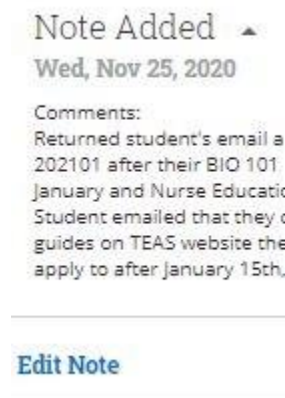 Note Added
Wed, Nov 25, 2020
Comments:
Returned student's email a
202101 after their BIO 101
January and Nurse Educatio
Student emailed that they
guides on TEAS website the
apply to after January 15th,
Edit Note